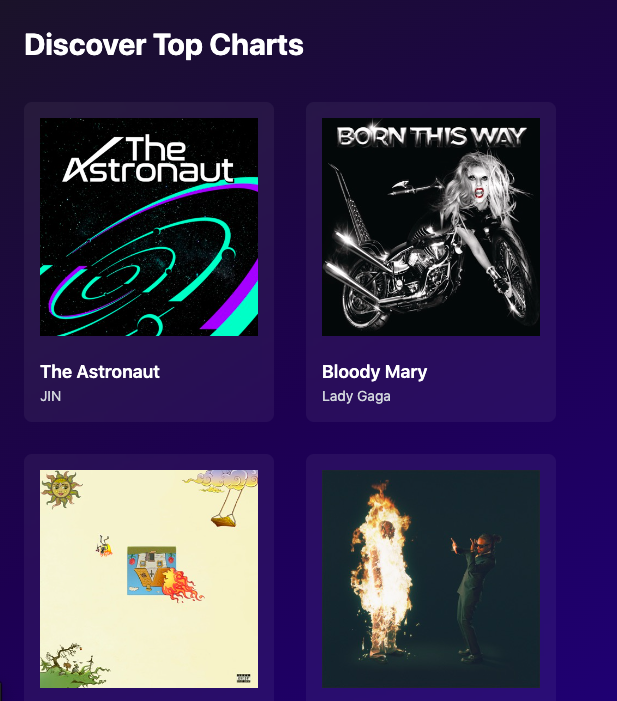 Discover Top Charts
The
Astronaut
BORN THIS WAY
The Astronaut
JIN
Bloody Mary
Lady Gaga